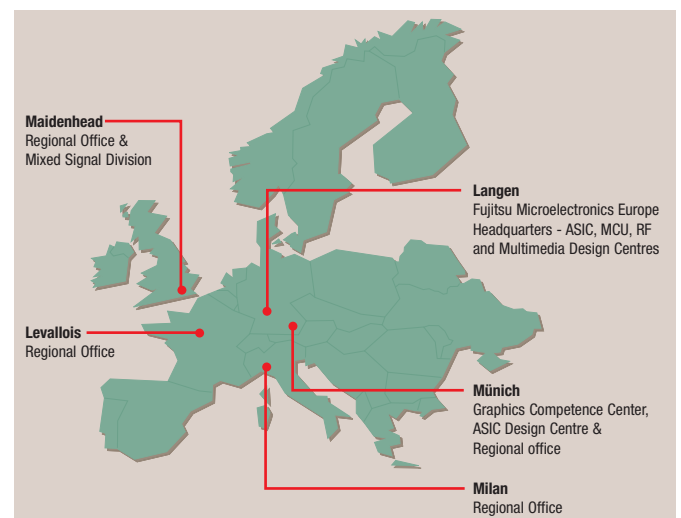 Maidenhead
Regional Office &
Mixed Signal Division
Langen
Fujitsu Microelectronics Europe
Headquarters - ASIC, MCU, RF
and Multimedia Design Centres
Levallois
Regional Office
Münich
Graphics Competence Center,
ASIC Design Centre &
Regional office
Milan
Regional Office